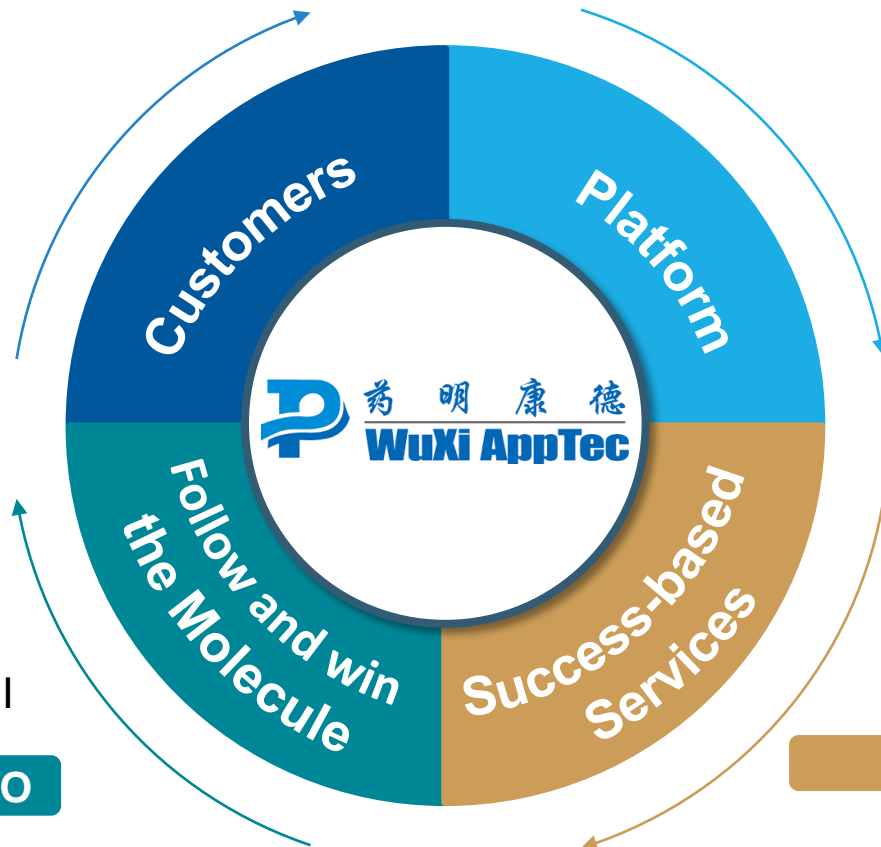 Customers
Platform
药明康德
WuXi AppTec
Follow and win
the Molecule
Success-based
Services
l
O